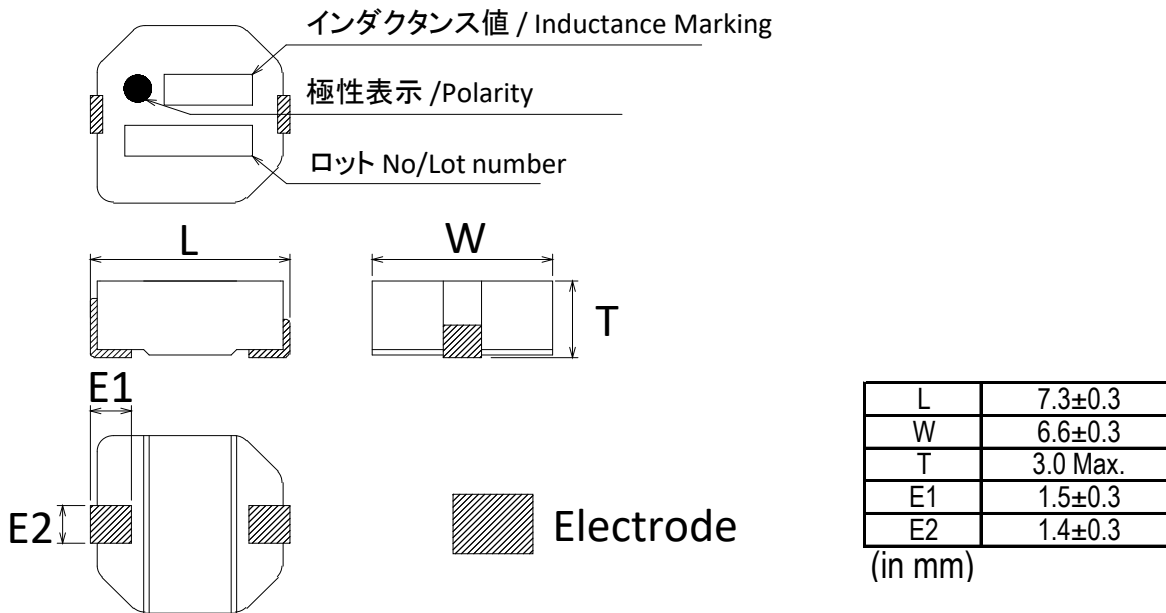 インダクタンス値 / Inductance Marking
極性表示 /Polarity
ロット No/Lot number
L
W
T
E1
E2
Electrode
L 7.3±0.3
W 6.6±0.3
T 3.0 Max.
E1 1.5±0.3
E2 1.4±0.3
(in mm)